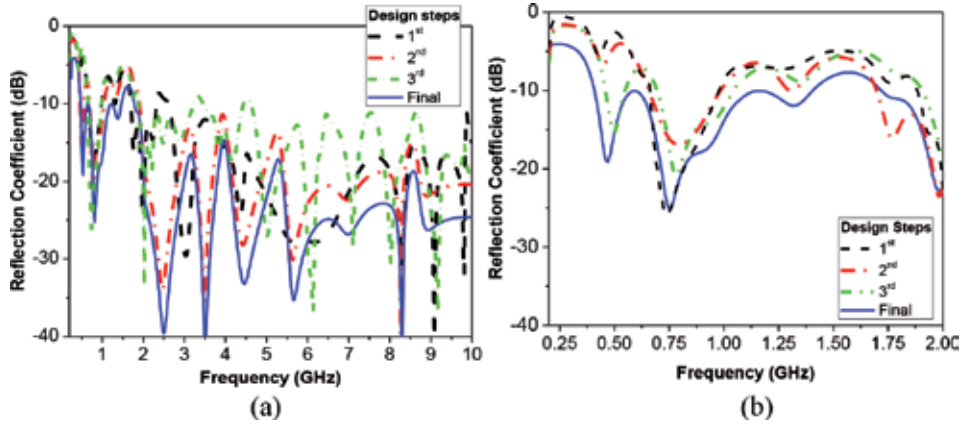 Reflection Coefficient (dB)
0
-10
-20
-30
-40
1 2 3 4 5 6 7 8 9 10
Frequency (GHz)
Design steps
1st
2nd
3rd
Final
(a)
Reflection Coefficient (dB)
0
-10
-20
-30
-40
0.25 0.50 0.75 1.00 1.25 1.50 1.75 2.00
Frequency (GHz)
Design Steps
1st
2nd
3rd
Final
(b)